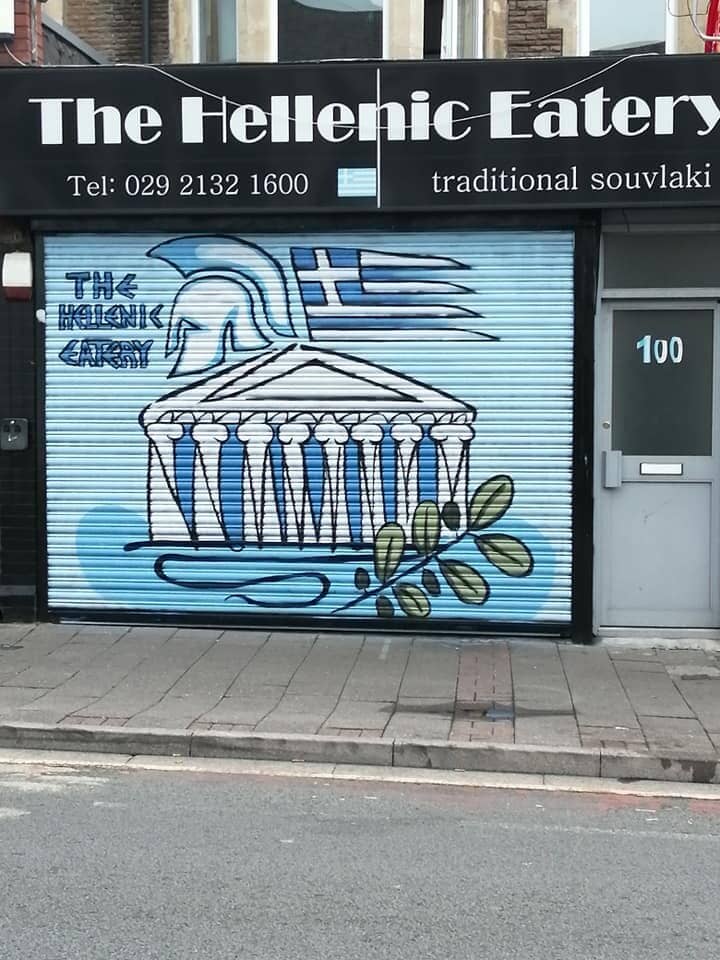 The Hellenic Eatery
Tel: 029 2132 1600
traditional souvlaki
THE
HELLENIC
EATERY
100